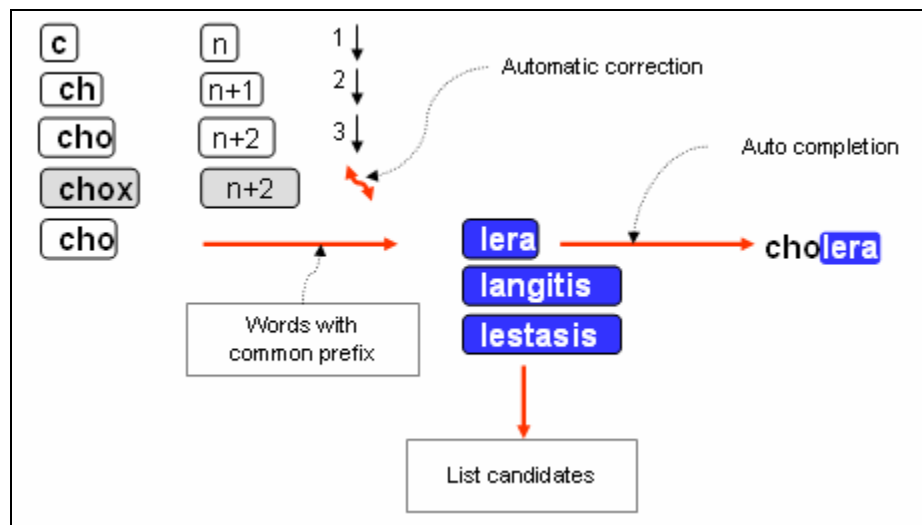 c
n
1
ch
n+1
2
Automatic correction
cho
n+2
3
Auto completion
chox
n+2
cho
lera
cholera
langitis
lestasis
Words with
common prefix
List candidates